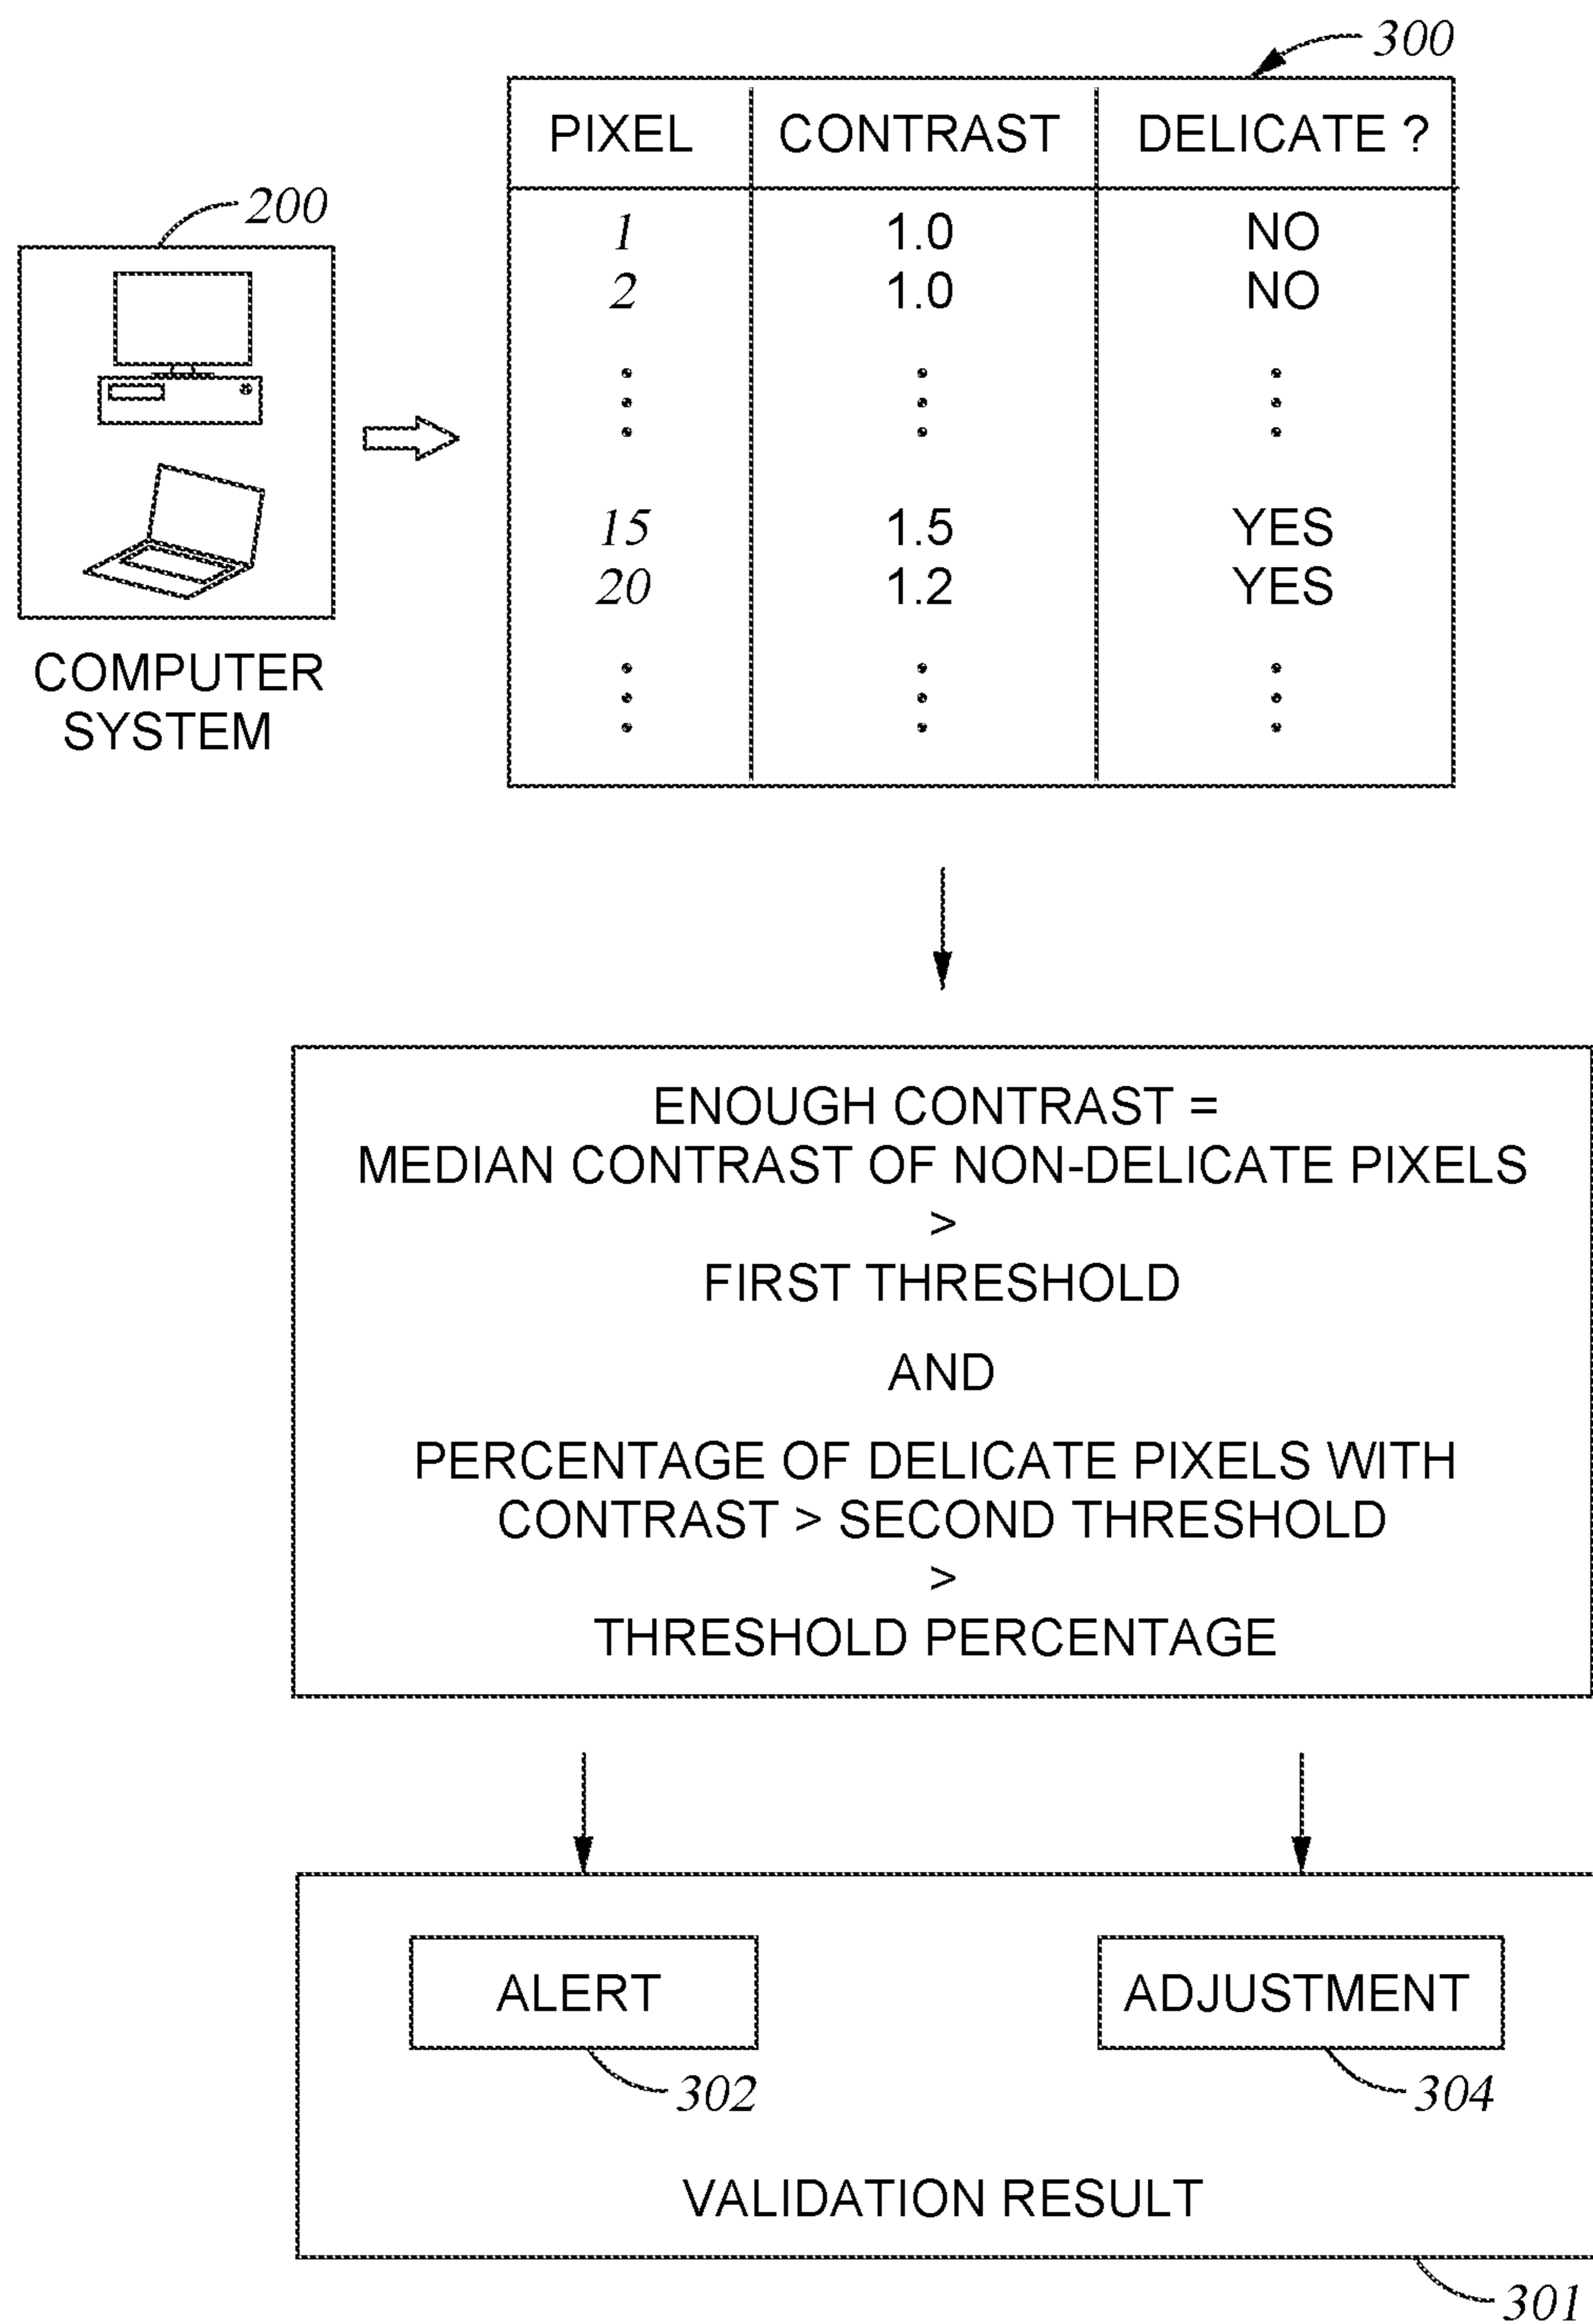 300
PIXEL CONTRAST DELICATE ?
200
1 1.0 NO
2 1.0 NO
15 1.5 YES
20 1.2 YES
COMPUTER
SYSTEM
ENOUGH CONTRAST =
MEDIAN CONTRAST OF NON-DELICATE PIXELS
>
FIRST THRESHOLD
AND
PERCENTAGE OF DELICATE PIXELS WITH
CONTRAST > SECOND THRESHOLD
>
THRESHOLD PERCENTAGE
ALERT
ADJUSTMENT
302
304
VALIDATION RESULT
301